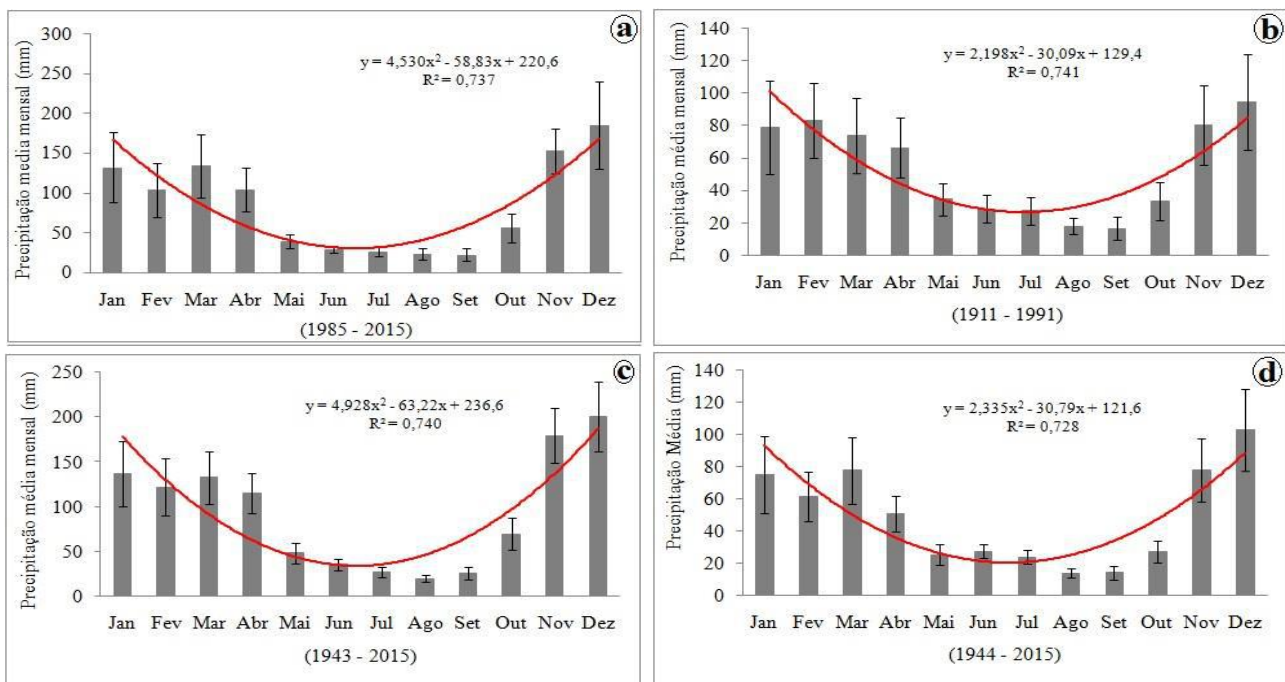 a
Precipitação média mensal (mm)
y = 4,530x² - 58,83x + 220,6
R² = 0,737
300
250
200
150
100
50
0
Jan Fev Mar Abr Mai Jun Jul Ago Set Out Nov Dez
(1985 - 2015)
b
Precipitação média mensal (mm)
y = 2,198x² - 30,09x + 129,4
R² = 0,741
140
120
100
80
60
40
20
0
Jan Fev Mar Abr Mai Jun Jul Ago Set Out Nov Dez
(1911 - 1991)
c
Precipitação média mensal (mm)
y = 4,928x² - 63,22x + 236,6
R² = 0,740
250
200
150
100
50
0
Jan Fev Mar Abr Mai Jun Jul Ago Set Out Nov Dez
(1943 - 2015)
d
Precipitação Média (mm)
y = 2,335x² - 30,79x + 121,6
R² = 0,728
140
120
100
80
60
40
20
0
Jan Fev Mar Abr Mai Jun Jul Ago Set Out Nov Dez
(1944 - 2015)